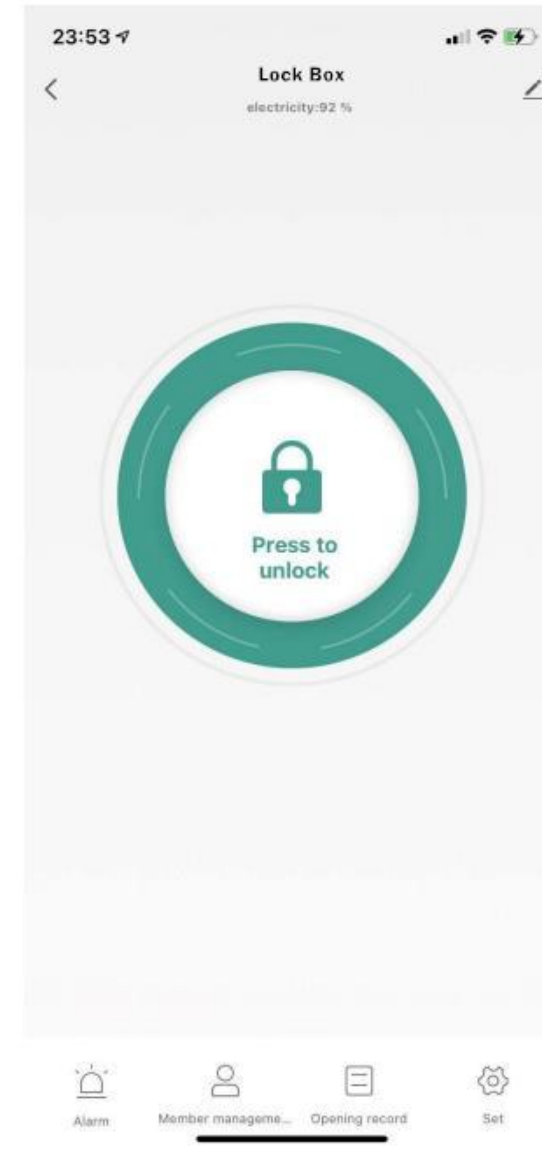 23:53
Lock Box
electricity:92 %
Press to
unlock
Alarm
Member manageme...
Opening record
Set